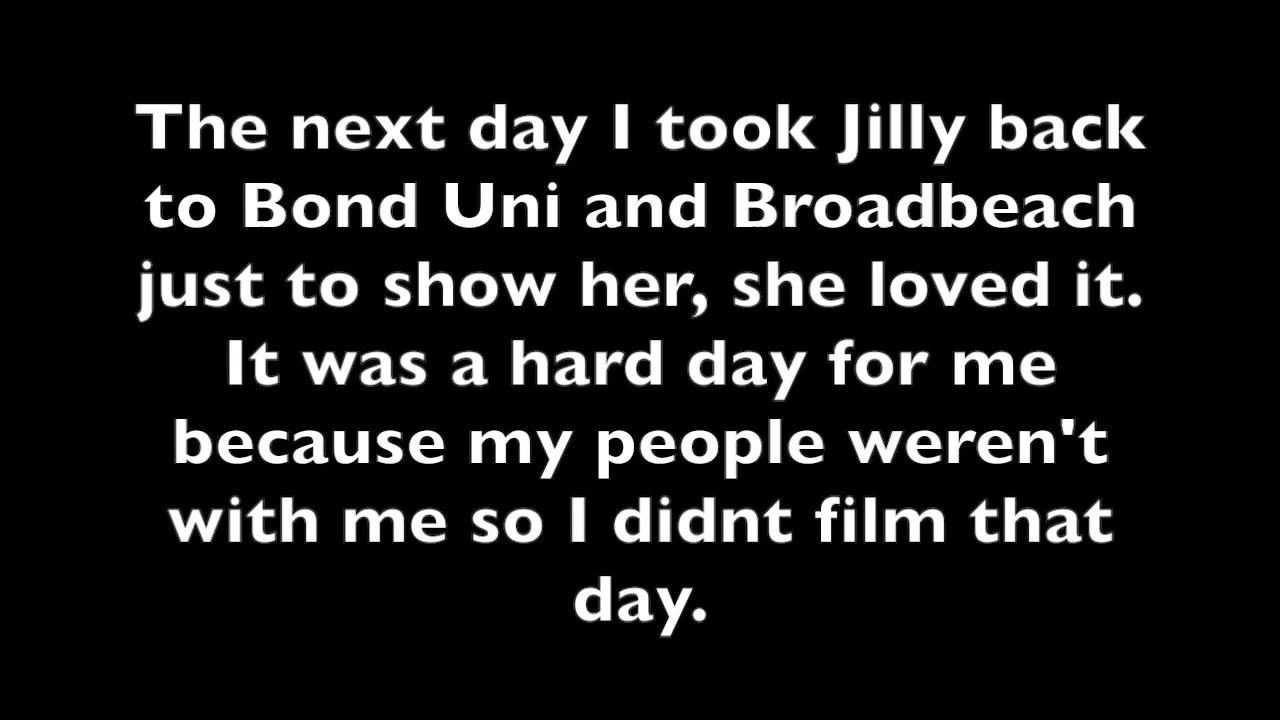 The next day I took Jilly back
to Bond Uni and Broadbeach
just to show her, she loved it.
It was a hard day for me
because my people weren't
with me so I didnt film that
day.